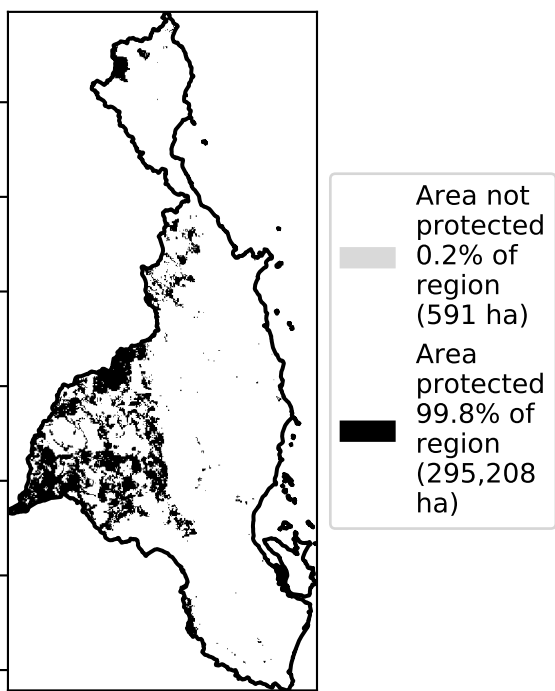 Area not
protected
0.2% of
region
(591 ha)
Area
protected
99.8% of
region
(295,208
ha)